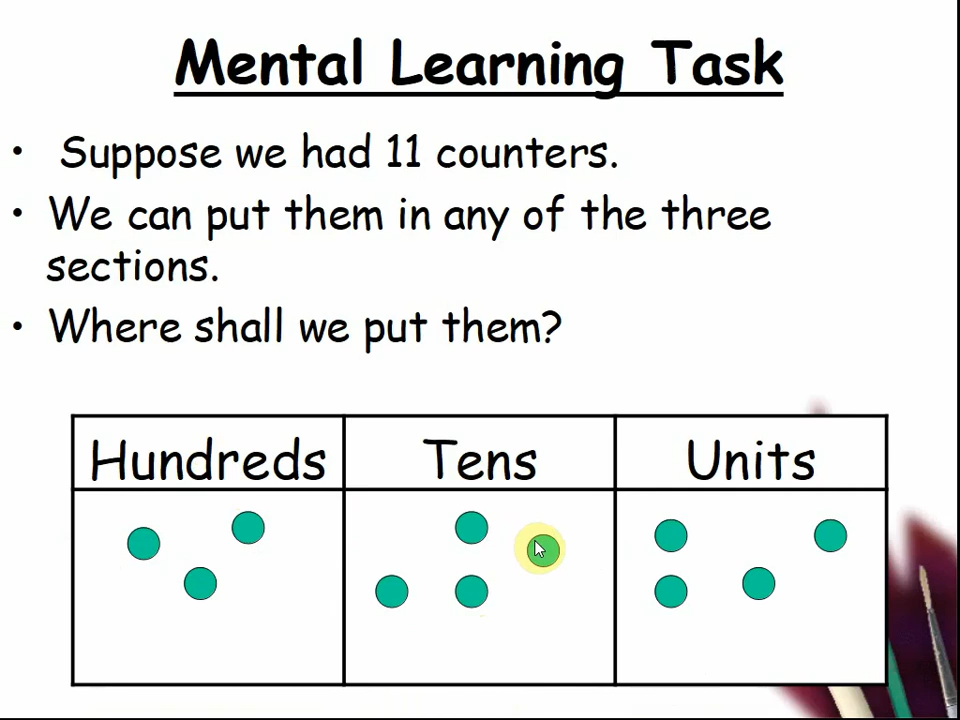 Mental Learning Task
• Suppose we had 11 counters.
• We can put them in any of the three
sections.
• Where shall we put them?
Hundreds Tens Units